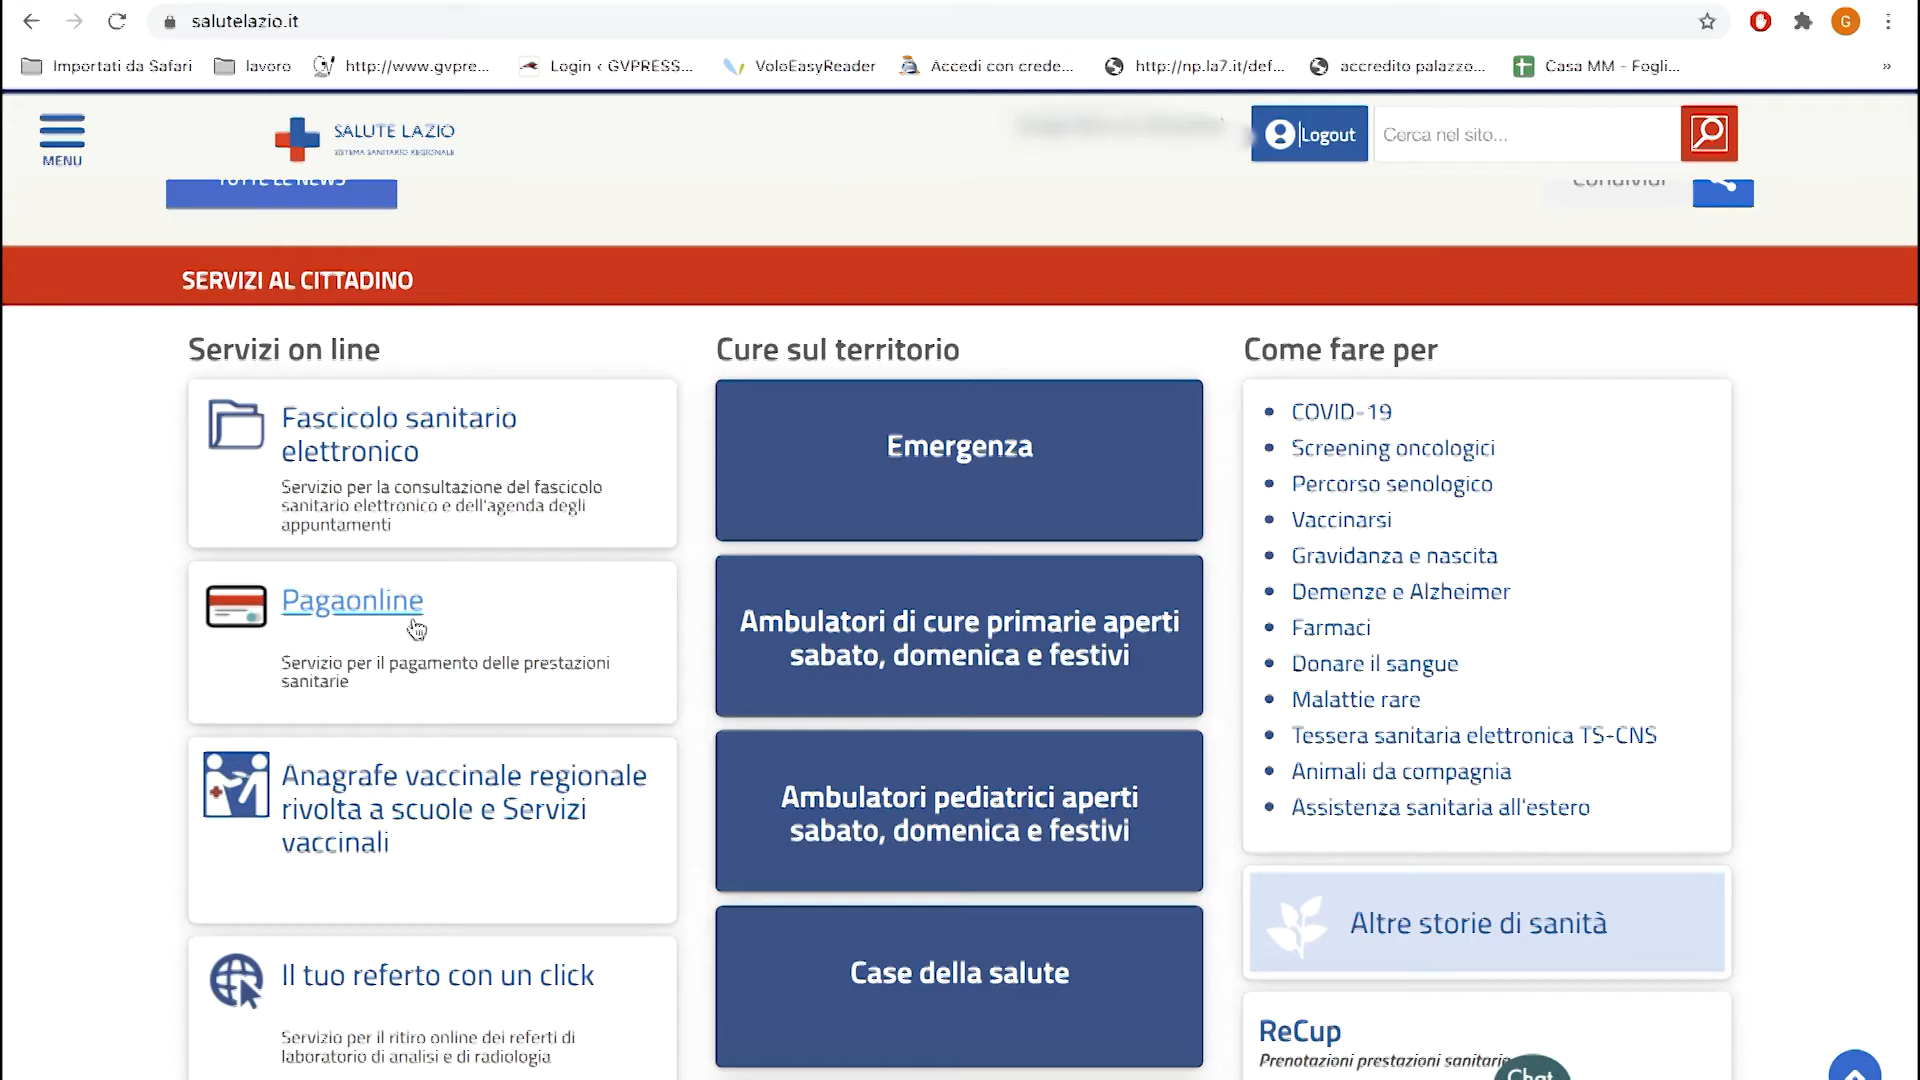 salutelazio.it
G
Importati da Safari
lavoro
http://www.gvpre...
Login ‹ GVPRESS...
VoloEasyReader
Accedi con crede...
http://np.la7.it/def...
accredito palazzo...
Casa MM - Fogli...
»
MENU
SALUTE LAZIO
SISTEMA SANITARIO REGIONALE
Logout
Cerca nel sito...
TUTTE LE NEWS
Condividi
SERVIZI AL CITTADINO
Servizi on line
Fascicolo sanitario
elettronico
Servizio per la consultazione del fascicolo
sanitario elettronico e dell'agenda degli
appuntamenti
Pagaonline
Servizio per il pagamento delle prestazioni
sanitarie
Anagrafe vaccinale regionale
rivolta a scuole e Servizi
vaccinali
Il tuo referto con un click
Servizio per il ritiro online dei referti di
laboratorio di analisi e di radiologia
Cure sul territorio
Emergenza
Ambulatori di cure primarie aperti
sabato, domenica e festivi
Ambulatori pediatrici aperti
sabato, domenica e festivi
Case della salute
Come fare per
COVID-19
Screening oncologici
Percorso senologico
Vaccinarsi
Gravidanza e nascita
Demenze e Alzheimer
Farmaci
Donare il sangue
Malattie rare
Tessera sanitaria elettronica TS-CNS
Animali da compagnia
Assistenza sanitaria all'estero
Altre storie di sanità
ReCup
Prenotazioni prestazioni sanitarie
Chat